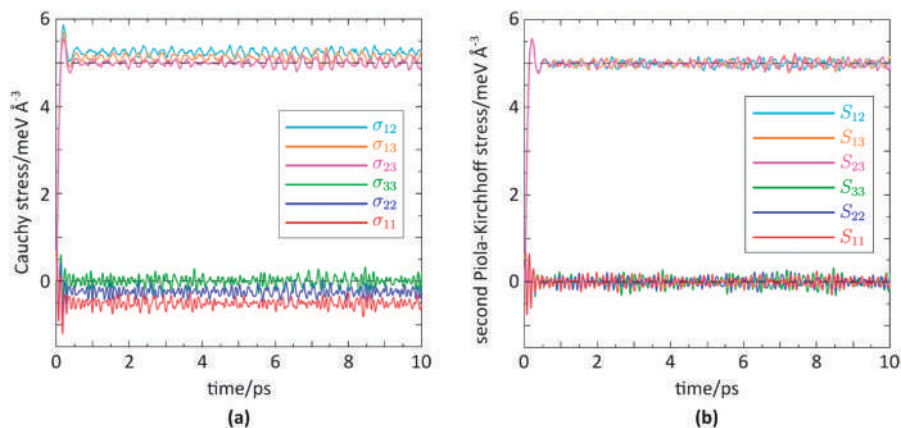 Cauchy stress/meV Å⁻³
6
4
2
0
σ₁₂
σ₁₃
σ₂₃
σ₃₃
σ₂₂
σ₁₁
0 2 4 6 8 10
time/ps
(a)
second Piola-Kirchhoff stress/meV Å⁻³
6
4
2
0
S₁₂
S₁₃
S₂₃
S₃₃
S₂₂
S₁₁
0 2 4 6 8 10
time/ps
(b)